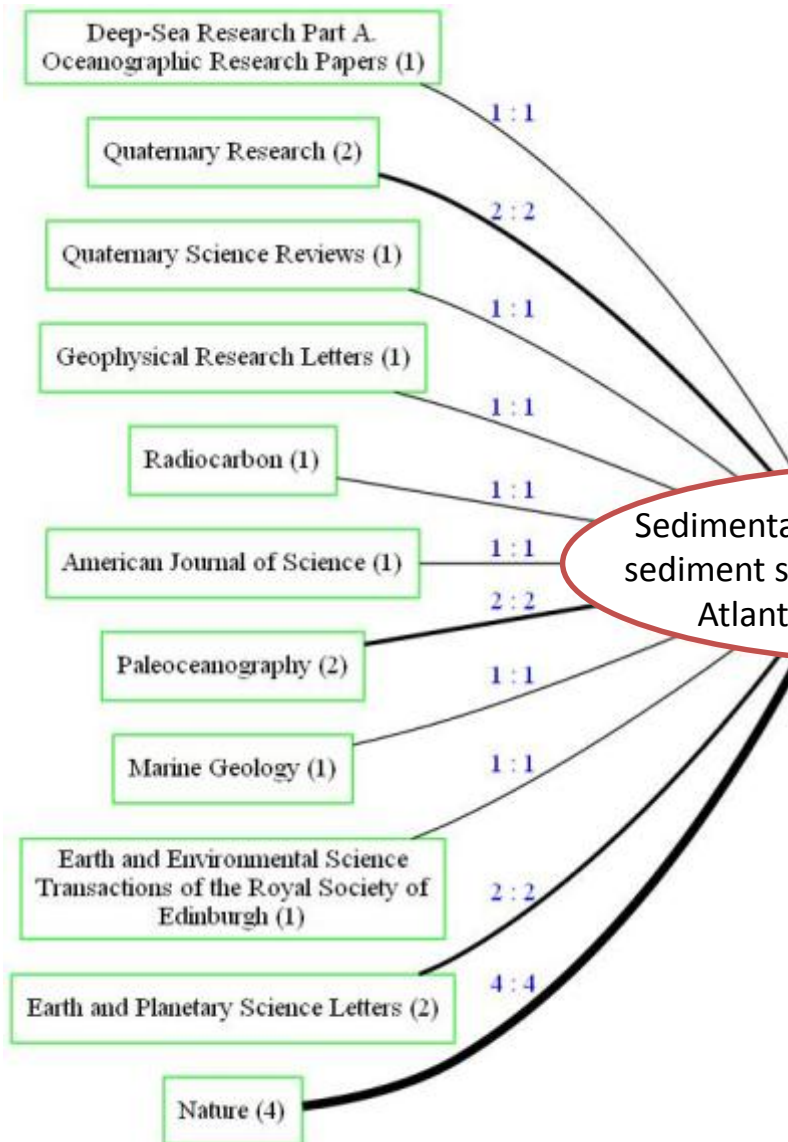 Deep-Sea Research Part A.
Oceanographic Research Papers (1)
1 : 1
Quaternary Research (2)
2 : 2
Quaternary Science Reviews (1)
1 : 1
Geophysical Research Letters (1)
1 : 1
Radiocarbon (1)
1 : 1
American Journal of Science (1)
1 : 1
Sedimenta
sediment s
Atlant
Paleoceanography (2)
2 : 2
Marine Geology (1)
1 : 1
Earth and Environmental Science
Transactions of the Royal Society of
Edinburgh (1)
1 : 1
Earth and Planetary Science Letters (2)
2 : 2
Nature (4)
4 : 4